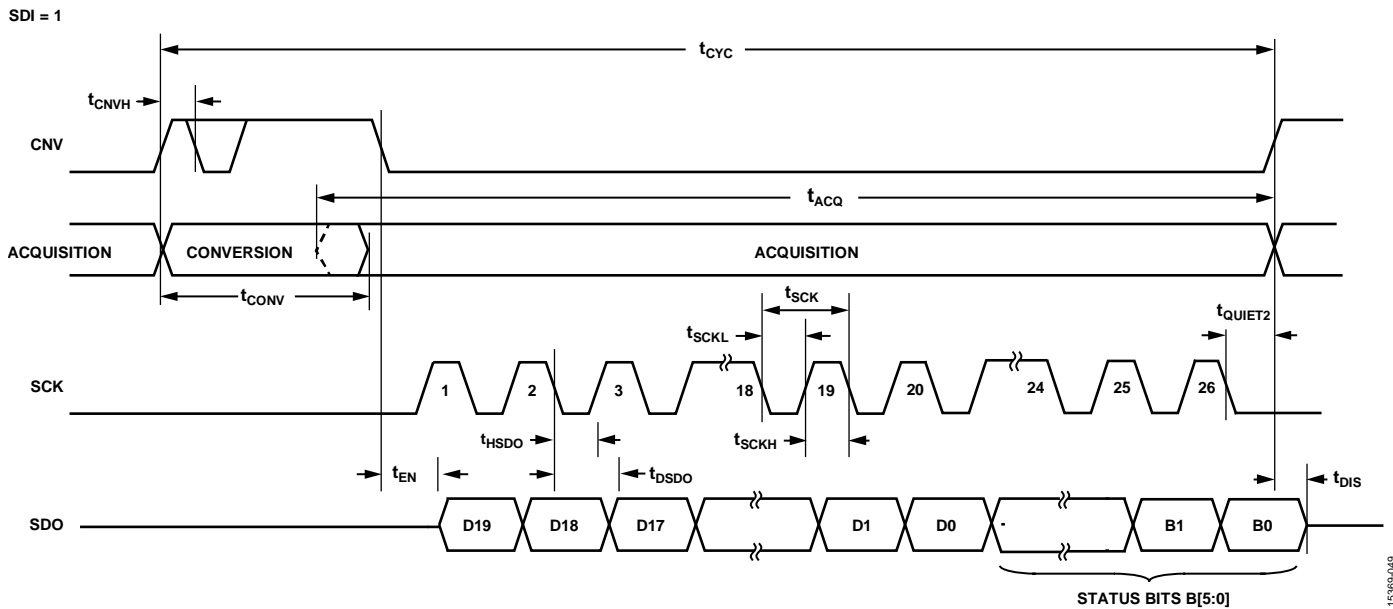 SDI = 1
tCYC
tCNVH
CNV
tACQ
ACQUISITION
CONVERSION
ACQUISITION
tCONV
tSCK
tSCKL
tQUIET2
SCK
1
2
3
18
19
20
24
25
26
tHSDO
tSCKH
tEN
tDSDO
tDIS
SDO
D19
D18
D17
D1
D0
B1
B0
STATUS BITS B[5:0]
15369-049